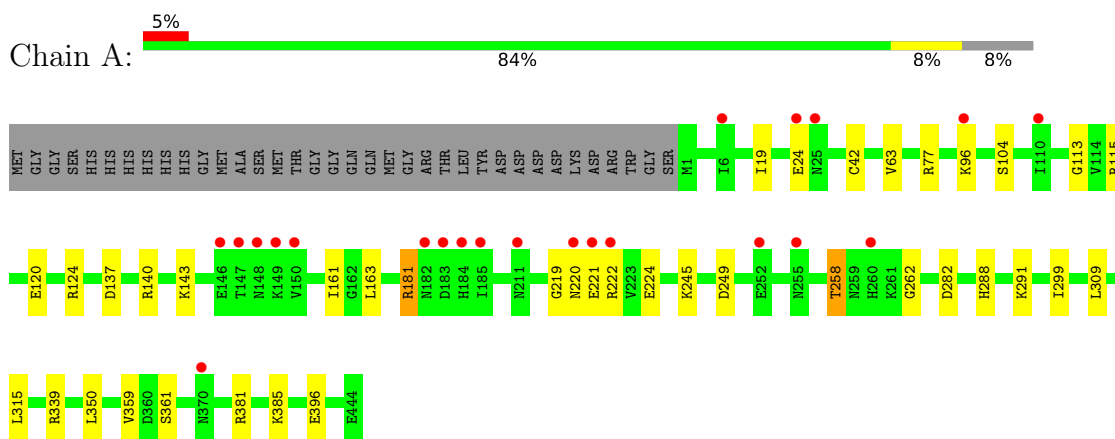 5%
Chain A:
84% 8% 8%
MET GLY GLY SER HIS HIS HIS HIS HIS HIS GLY MET ALA SER MET THR GLY GLY GLN GLN MET GLY ARG THR LEU TYR ASP ASP ASP ASP LYS ASP ARG TRP GLY SER M1 I6 I19 E24 N25 C42 V63 R77 K96 S104 I110 G113 V114 R115
E120 R124 D137 R140 K143 E146 T147 N148 K149 V150 I161 G162 L163 R181 N182 D183 H184 I185 N211 G219 N220 E221 R222 V223 E224 K245 D249 E252 N255 T258 N259 H260 K261 G262 D282 H288 K291 I299 L309
L315 R339 L350 V359 D360 S361 N370 R381 K385 E396 E444